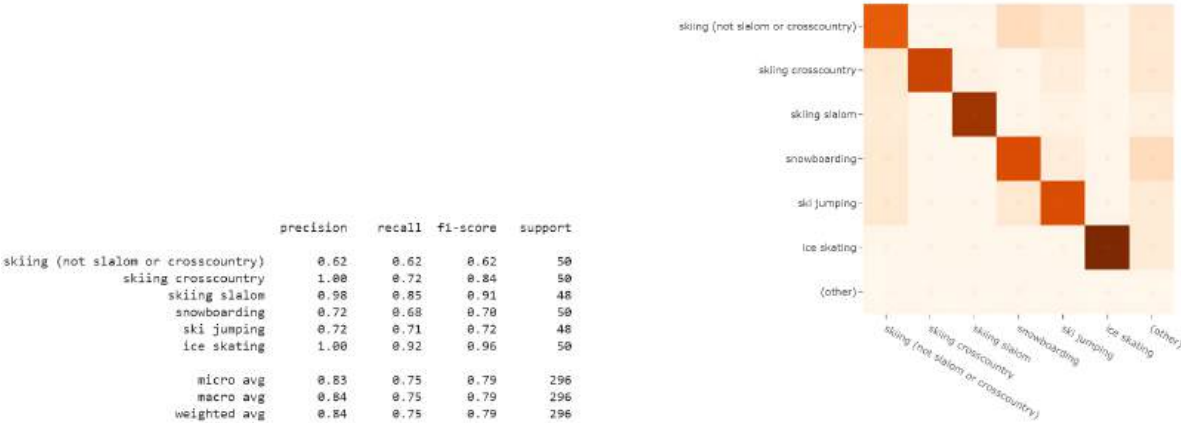 precision recall f1-score support
skiing (not slalom or crosscountry) 0.62 0.62 0.62 50
skiing crosscountry 1.00 0.72 0.84 50
skiing slalom 0.98 0.85 0.91 48
snowboarding 0.72 0.68 0.70 50
ski jumping 0.72 0.71 0.72 48
ice skating 1.00 0.92 0.96 50
micro avg 0.83 0.75 0.79 296
macro avg 0.84 0.75 0.79 296
weighted avg 0.84 0.75 0.79 296
skiing (not slalom or crosscountry)
skiing crosscountry
skiing slalom
snowboarding
ski jumping
ice skating
(other)
skiing (not slalom or crosscountry)
skiing crosscountry
skiing slalom
snowboarding
ski jumping
ice skating
(other)